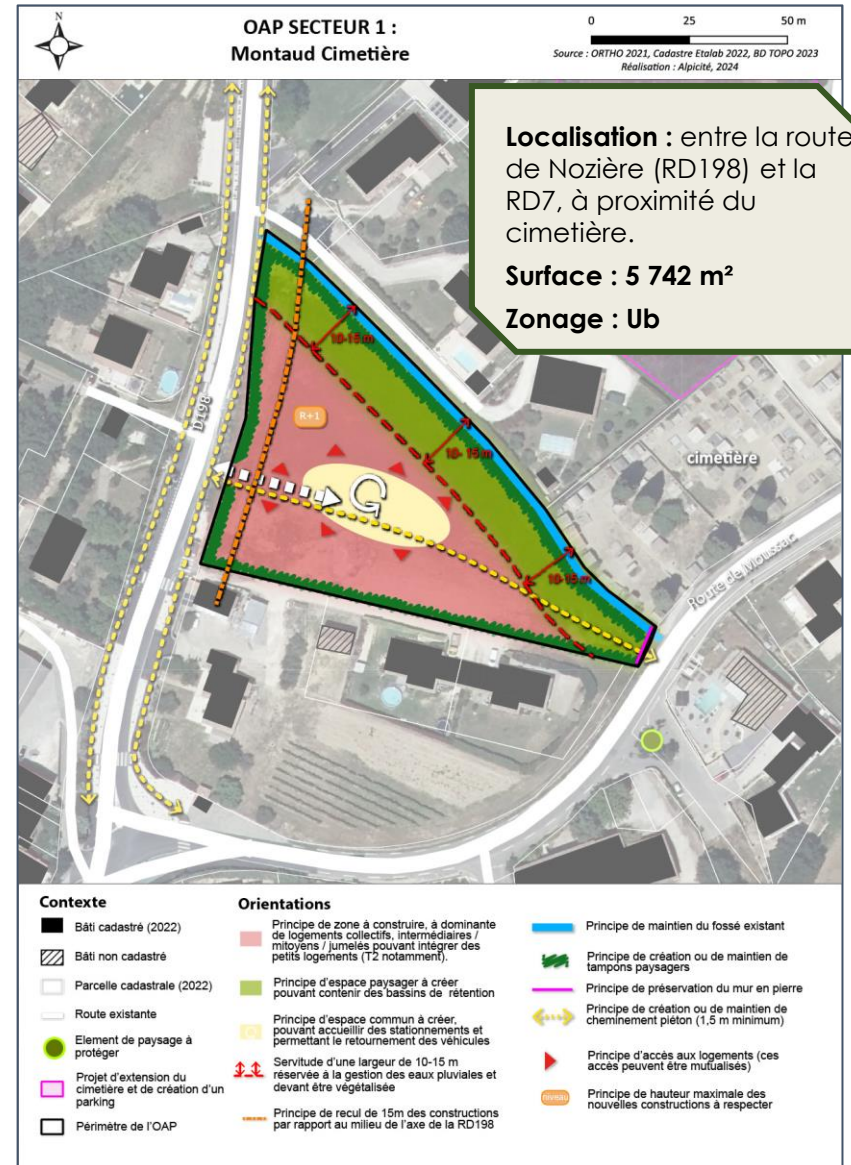 N
OAP SECTEUR 1 :
Montaud Cimetière
0 25 50 m
Source : ORTHO 2021, Cadastre Etalab 2022, BD TOPO 2023
Réalisation : Alpicité, 2024
Localisation : entre la route
de Nozière (RD198) et la
RD7, à proximité du
cimetière.
Surface : 5 742 m²
Zonage : Ub
10-15 m
D198
R+1
10- 15 m
cimetière
10-15 m
Route de Moussac
Contexte
Bâti cadastré (2022)
Bâti non cadastré
Parcelle cadastrale (2022)
Route existante
Element de paysage à
protéger
Projet d'extension du
cimetière et de création d'un
parking
Périmètre de l'OAP
Orientations
Principe de zone à construire, à dominante
de logements collectifs, intermédiaires /
mitoyens / jumelés pouvant intégrer des
petits logements (T2 notamment).
Principe d'espace paysager à créer
pouvant contenir des bassins de rétention
Principe d'espace commun à créer,
pouvant accueillir des stationnements et
permettant le retournement des véhicules
Servitude d'une largeur de 10-15 m
réservée à la gestion des eaux pluviales et
devant être végétalisée
Principe de recul de 15m des constructions
par rapport au milieu de l'axe de la RD198
Principe de maintien du fossé existant
Principe de création ou de maintien de
tampons paysagers
Principe de préservation du mur en pierre
Principe de création ou de maintien de
cheminement piéton (1,5 m minimum)
Principe d'accès aux logements (ces
accès peuvent être mutualisés)
niveau
Principe de hauteur maximale des
nouvelles constructions à respecter